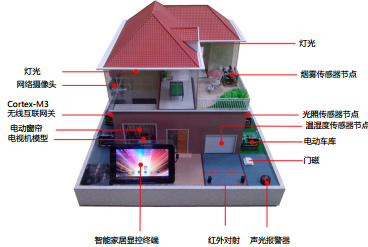 灯光
灯光
网络摄像头
烟雾传感器节点
Cortex-M3
无线互联网关
光照传感器节点
温湿度传感器节点
电动窗帘
电视机模型
电动车库
门磁
智能家居显控终端
红外对射
声光报警器